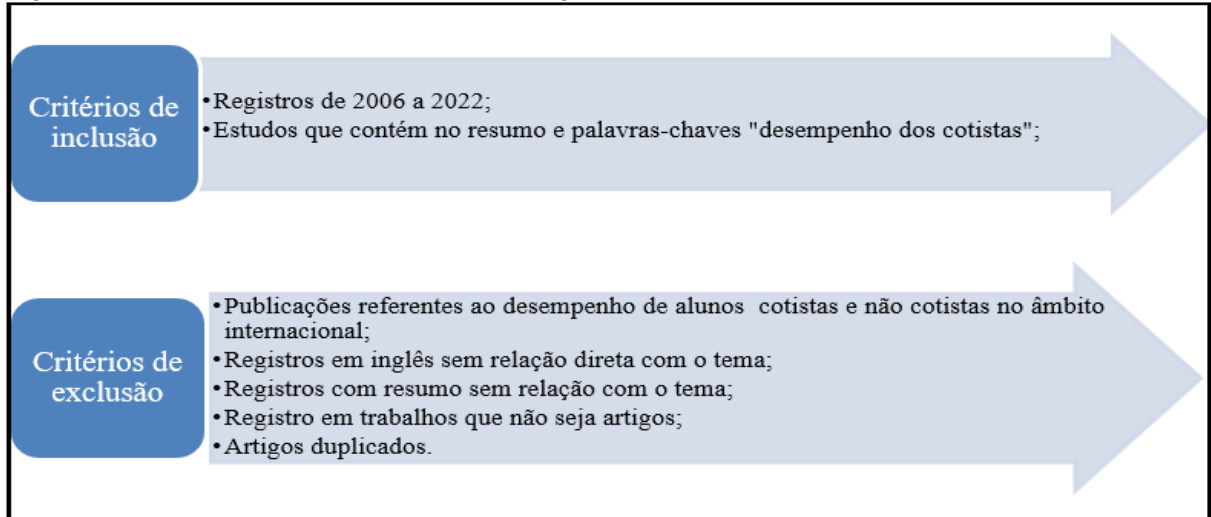 Critérios de
inclusão
•Registros de 2006 a 2022;
•Estudos que contém no resumo e palavras-chaves "desempenho dos cotistas";
Critérios de
exclusão
•Publicações referentes ao desempenho de alunos cotistas e não cotistas no âmbito
internacional;
•Registros em inglês sem relação direta com o tema;
•Registros com resumo sem relação com o tema;
•Registro em trabalhos que não seja artigos;
•Artigos duplicados.